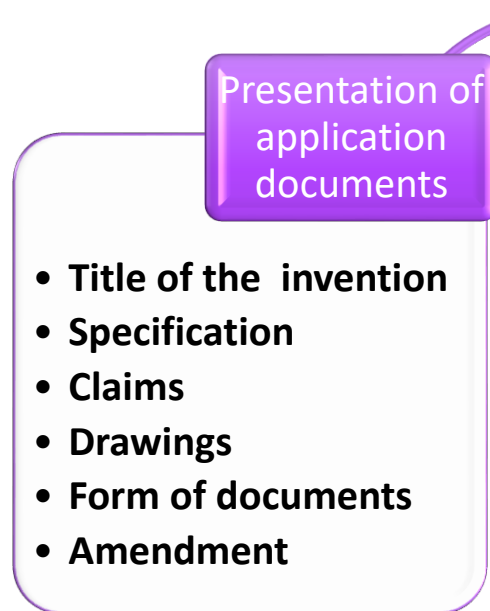 Presentation of
application
documents
• Title of the invention
• Specification
• Claims
• Drawings
• Form of documents
• Amendment